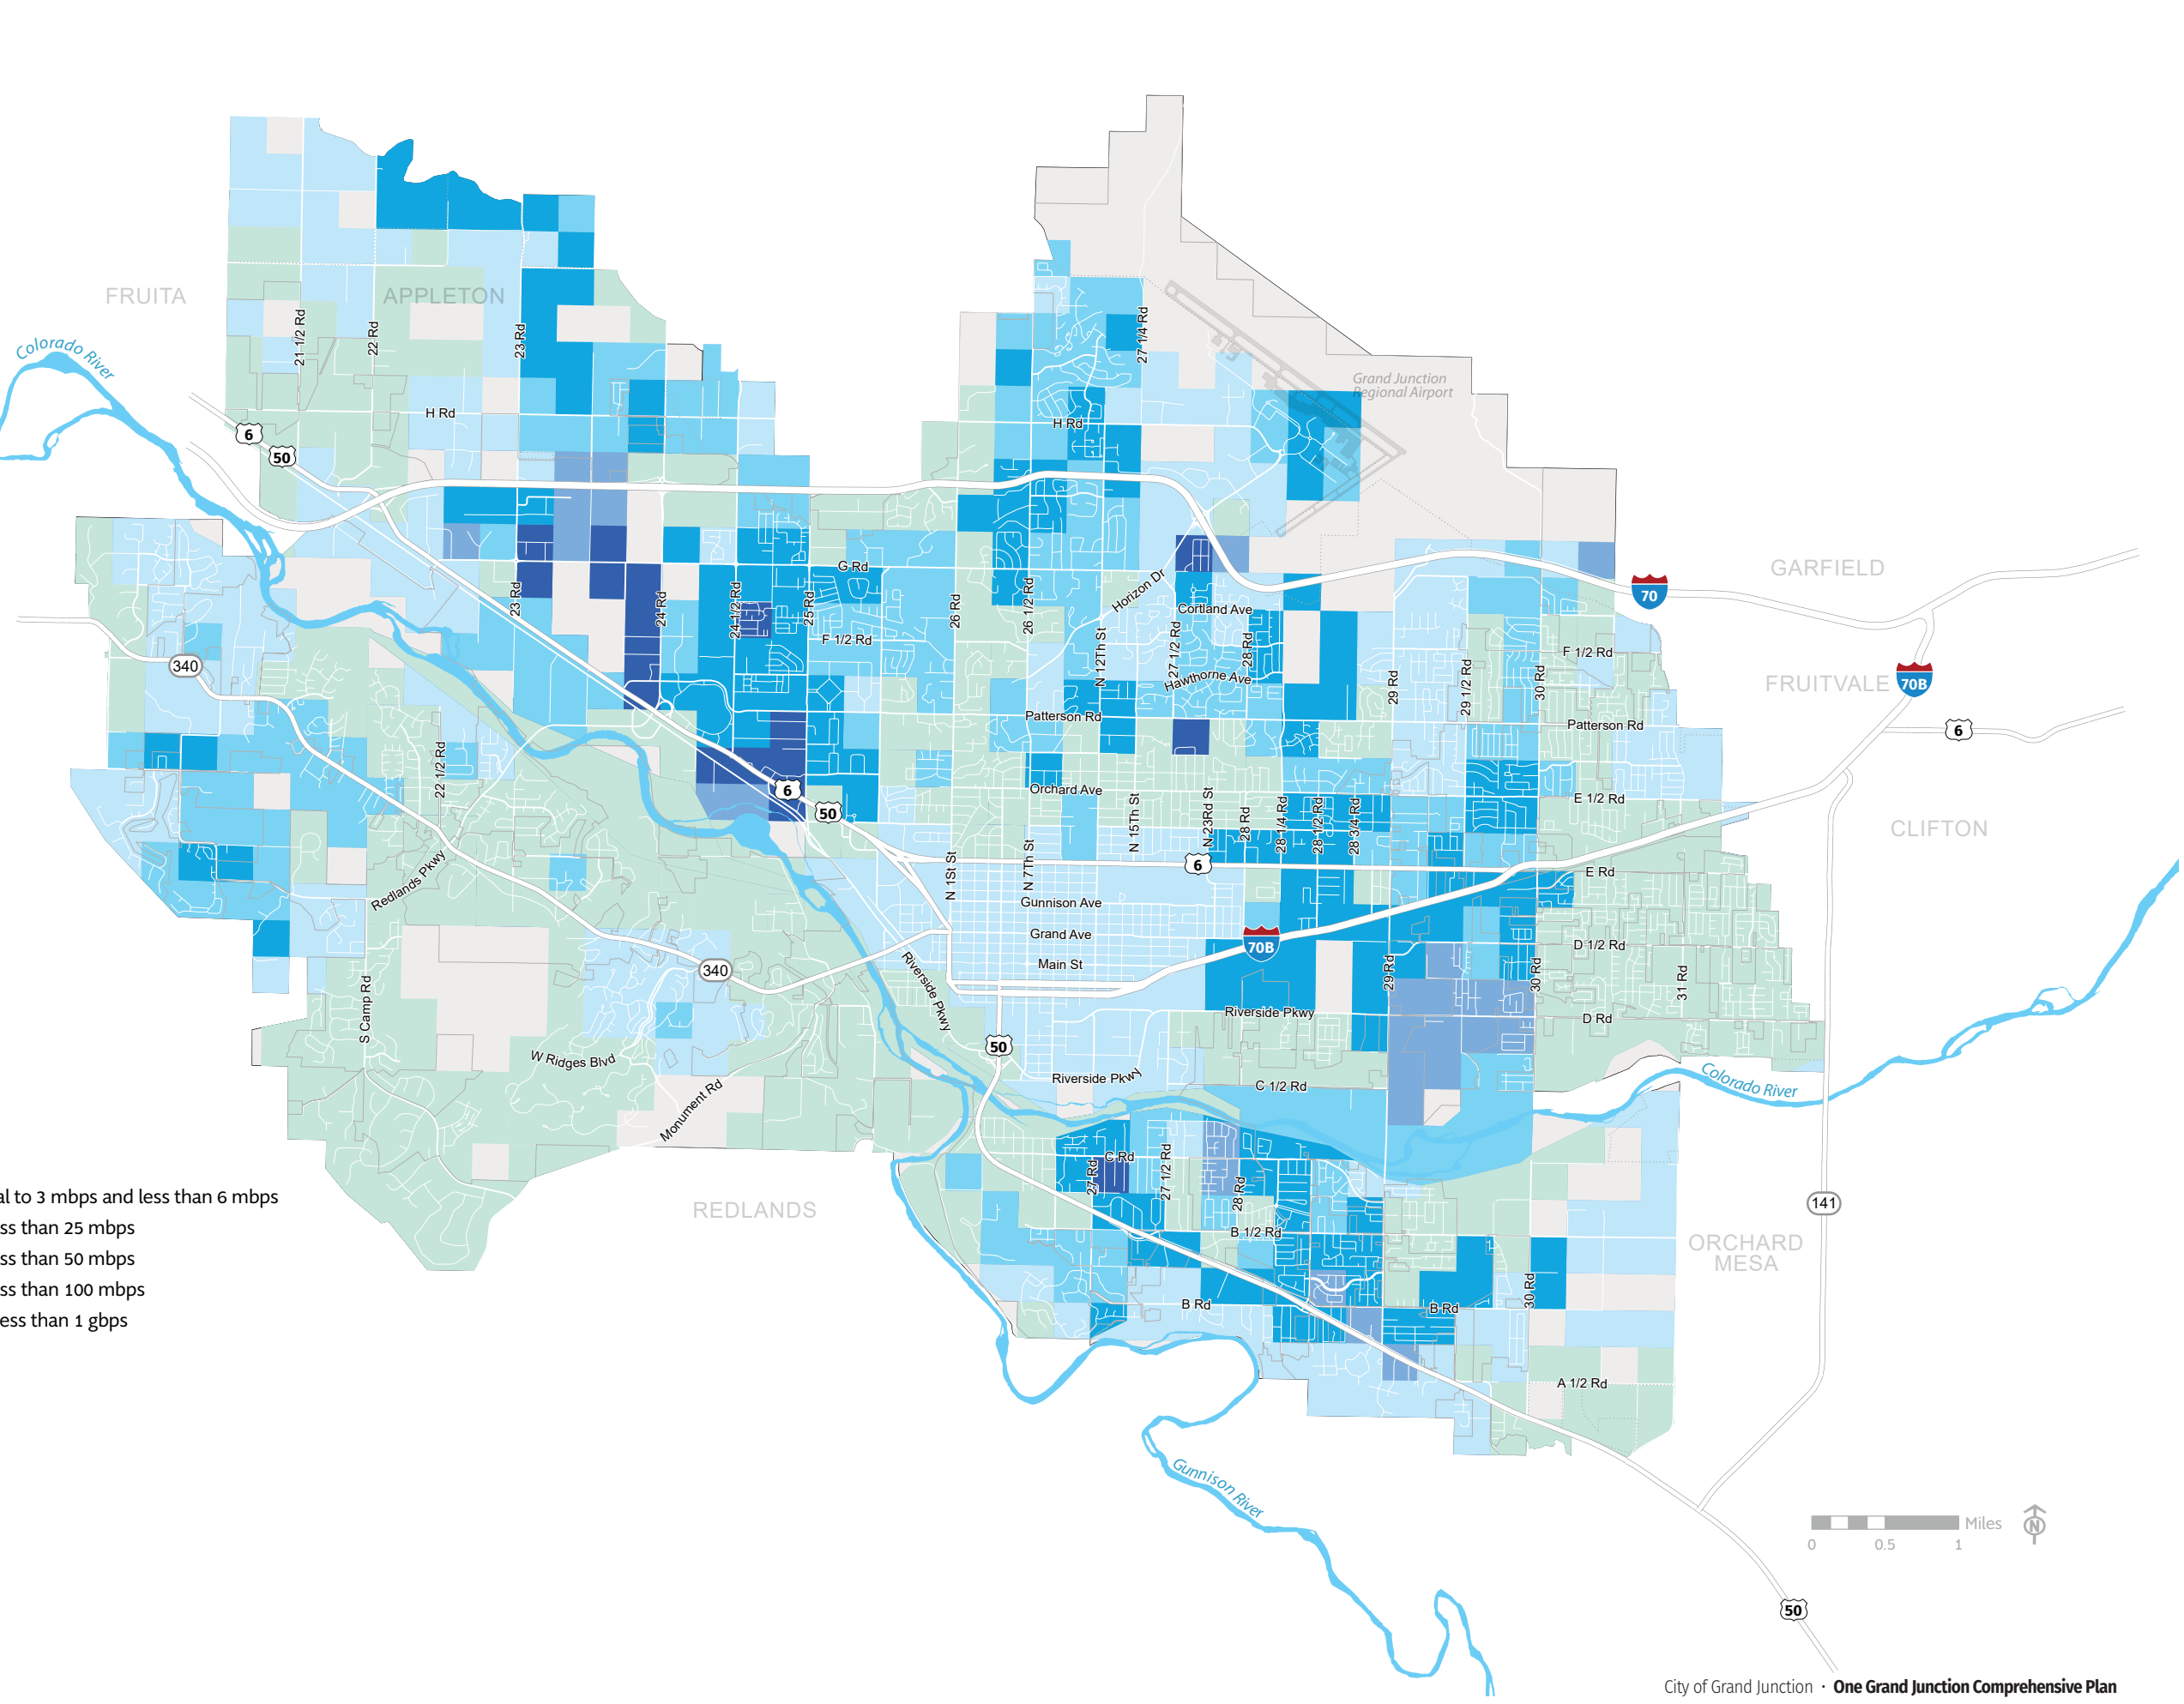 FRUITA
APPLETON
Colorado River
21 1/2 Rd
22 Rd
23 Rd
27 1/4 Rd
Grand Junction
Regional Airport
H Rd
H Rd
6
50
GARFIELD
G Rd
70
23 Rd
24 Rd
24 1/2 Rd
25 Rd
26 Rd
26 1/2 Rd
Horizon Dr
Cortland Ave
F 1/2 Rd
N 12Th St
27 1/2 Rd
28 Rd
F 1/2 Rd
340
Hawthorne Ave
29 Rd
29 1/2 Rd
30 Rd
FRUITVALE
70B
Patterson Rd
Patterson Rd
6
22 1/2 Rd
6
50
Orchard Ave
E 1/2 Rd
N 15Th St
N 23Rd St
28 Rd
28 1/4 Rd
28 1/2 Rd
28 3/4 Rd
CLIFTON
6
E Rd
Redlands Pkwy
N 1St St
N 7Th St
Gunnison Ave
Grand Ave
70B
D 1/2 Rd
Main St
340
Riverside Pkwy
29 Rd
30 Rd
31 Rd
S Camp Rd
Riverside Pkwy
D Rd
50
W Ridges Blvd
Riverside Pkwy
C 1/2 Rd
Colorado River
Monument Rd
C Rd
27 Rd
27 1/2 Rd
28 Rd
al to 3 mbps and less than 6 mbps
REDLANDS
141
ss than 25 mbps
B 1/2 Rd
ORCHARD
MESA
ss than 50 mbps
ss than 100 mbps
30 Rd
B Rd
B Rd
ess than 1 gbps
A 1/2 Rd
Gunnison River
Miles
N
0 0.5 1
50
City of Grand Junction · One Grand Junction Comprehensive Plan